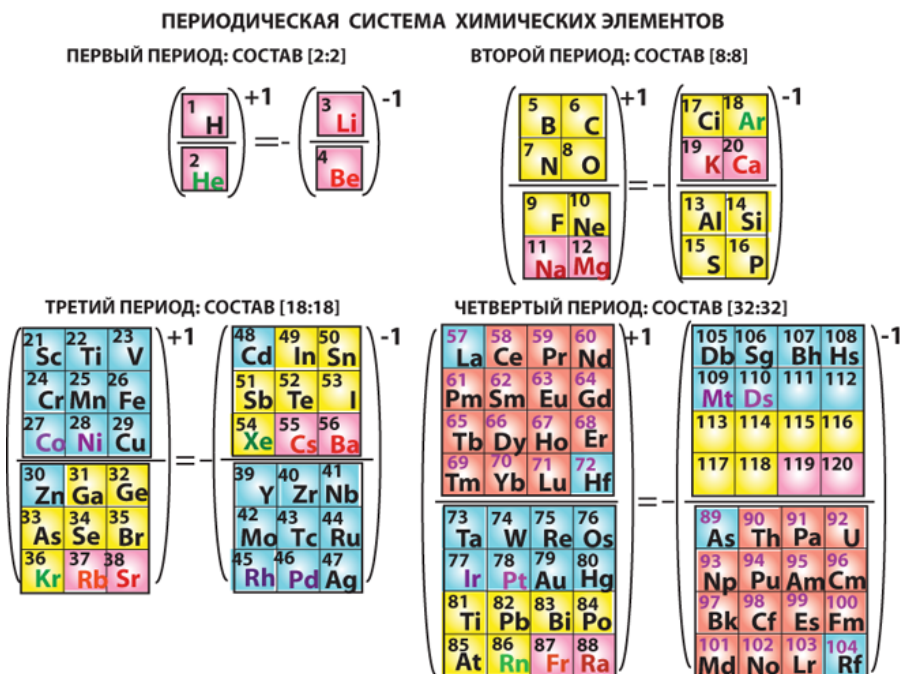 ПЕРИОДИЧЕСКАЯ СИСТЕМА ХИМИЧЕСКИХ ЭЛЕМЕНТОВ
ПЕРВЫЙ ПЕРИОД: СОСТАВ [2:2]
1 H
2 He
+1
=-
3 Li
4 Be
-1
ВТОРОЙ ПЕРИОД: СОСТАВ [8:8]
5 B 6 C
7 N 8 O
9 F 10 Ne
11 Na 12 Mg
+1
=-
17 Ci 18 Ar
19 K 20 Ca
13 Al 14 Si
15 S 16 P
-1
ТРЕТИЙ ПЕРИОД: СОСТАВ [18:18]
21 Sc 22 Ti 23 V
24 Cr 25 Mn 26 Fe
27 Co 28 Ni 29 Cu
30 Zn 31 Ga 32 Ge
33 As 34 Se 35 Br
36 Kr 37 Rb 38 Sr
+1
=-
48 Cd 49 In 50 Sn
51 Sb 52 Te 53 I
54 Xe 55 Cs 56 Ba
39 Y 40 Zr 41 Nb
42 Mo 43 Tc 44 Ru
45 Rh 46 Pd 47 Ag
-1
ЧЕТВЕРТЫЙ ПЕРИОД: СОСТАВ [32:32]
57 La 58 Ce 59 Pr 60 Nd
61 Pm 62 Sm 63 Eu 64 Gd
65 Tb 66 Dy 67 Ho 68 Er
69 Tm 70 Yb 71 Lu 72 Hf
73 Ta 74 W 75 Re 76 Os
77 Ir 78 Pt 79 Au 80 Hg
81 Ti 82 Pb 83 Bi 84 Po
85 At 86 Rn 87 Fr 88 Ra
+1
=-
105 Db 106 Sg 107 Bh 108 Hs
109 Mt 110 Ds 111 112
113 114 115 116
117 118 119 120
89 As 90 Th 91 Pa 92 U
93 Np 94 Pu 95 Am 96 Cm
97 Bk 98 Cf 99 Es 100 Fm
101 Md 102 No 103 Lr 104 Rf
-1